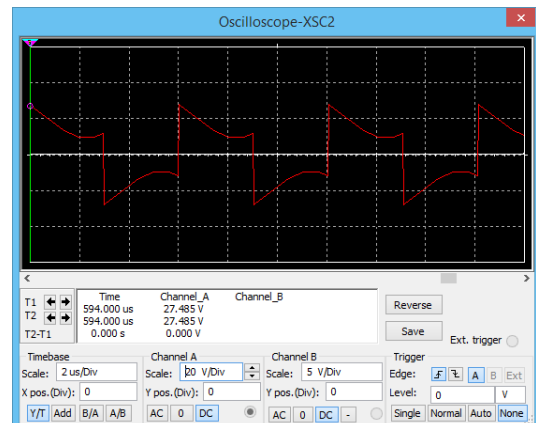 Oscilloscope-XSC2
T1
T2
T2-T1
Time Channel_A Channel_B
594.000 us 27.485 V
594.000 us 27.485 V
0.000 s 0.000 V
Reverse
Save
Ext. trigger
Timebase
Scale: 2 us/Div
X pos.(Div): 0
Y/T Add B/A A/B
Channel A
Scale: 20 V/Div
Y pos.(Div): 0
AC 0 DC
Channel B
Scale: 5 V/Div
Y pos.(Div): 0
AC 0 DC -
Trigger
Edge: A B Ext
Level: 0 V
Single Normal Auto None